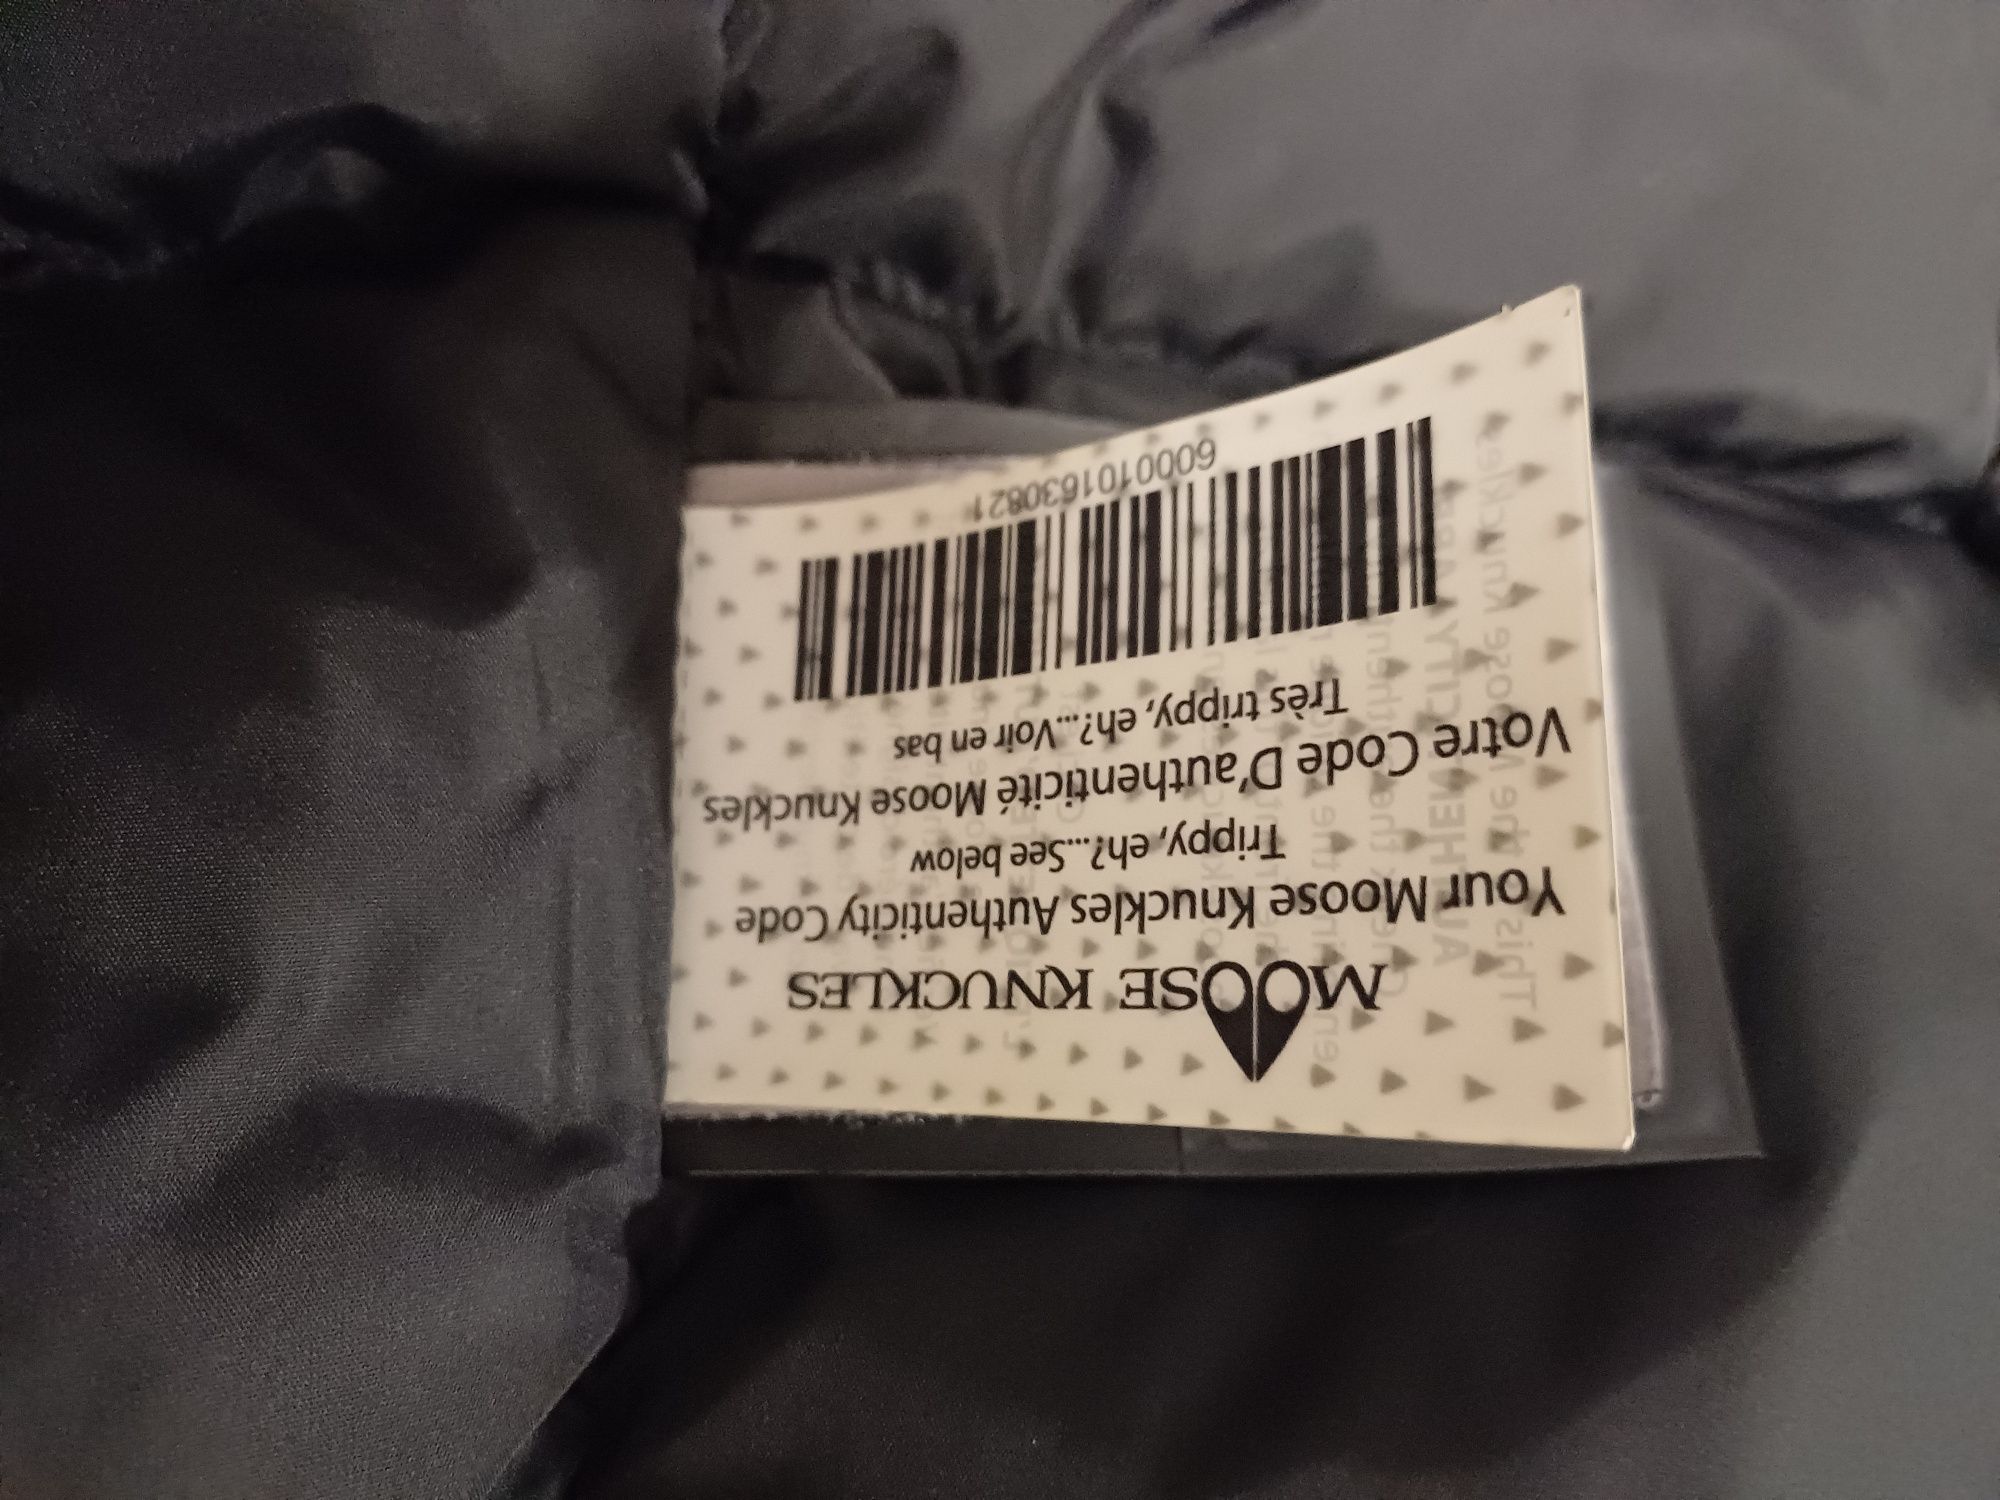 MOOSE KNUCKLES
Your Moose Knuckles Authenticity Code
Trippy, eh?...See below
Votre Code D'authenticité Moose Knuckles
Très trippy, eh?...Voir en bas
6000101630821